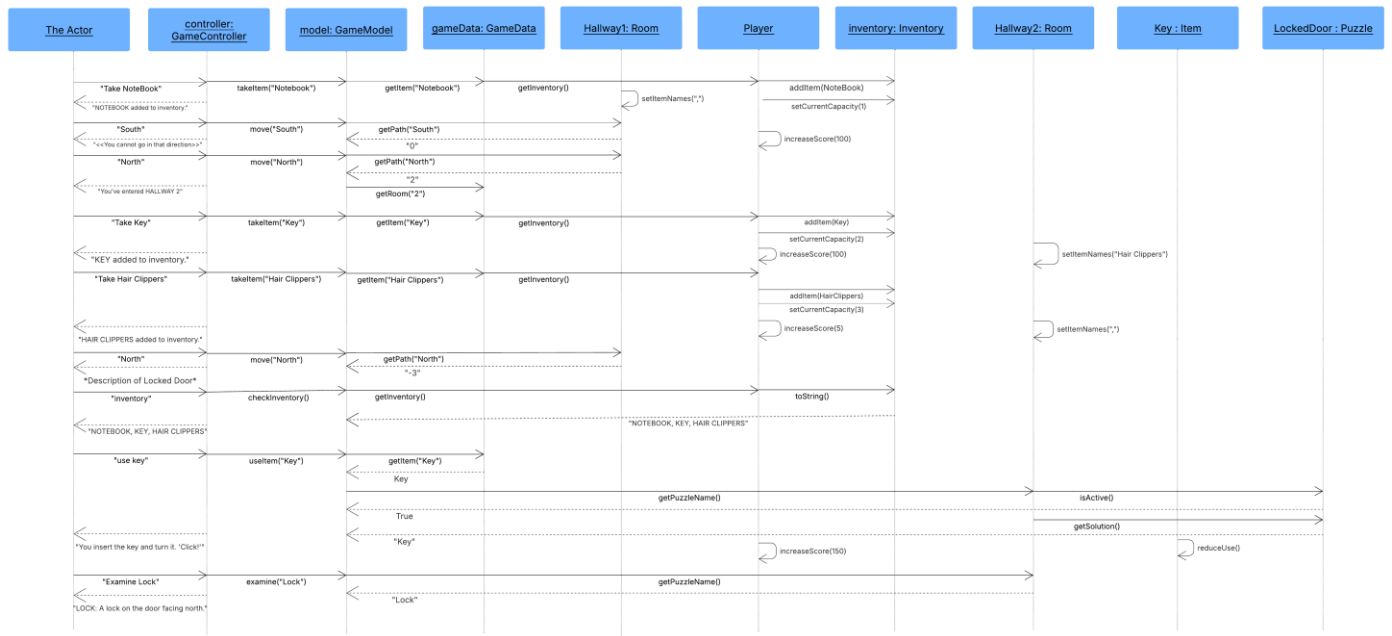 The Actor
controller:
GameController
model: GameModel
gameData: GameData
Hallway1: Room
Player
inventory: Inventory
Hallway2: Room
Key : Item
LockedDoor : Puzzle
"Take NoteBook"
takeItem("Notebook")
getItem("Notebook")
getInventory()
addItem(NoteBook)
setItemNames(",")
"NOTEBOOK added to inventory."
setCurrentCapacity(1)
"South"
move("South")
getPath("South")
increaseScore(100)
"<<You cannot go in that direction>>"
"0"
"North"
move("North")
getPath("North")
"2"
"You've entered HALLWAY 2"
getRoom("2")
"Take Key"
takeItem("Key")
getItem("Key")
getInventory()
addItem(Key)
setCurrentCapacity(2)
increaseScore(100)
setItemNames("Hair Clippers")
"KEY added to inventory."
"Take Hair Clippers"
takeItem("Hair Clippers")
getItem("Hair Clippers")
getInventory()
addItem(HairClippers)
setCurrentCapacity(3)
increaseScore(5)
setItemNames(",")
"HAIR CLIPPERS added to inventory."
"North"
move("North")
getPath("North")
"-3"
*Description of Locked Door*
"inventory"
checkInventory()
getInventory()
toString()
"NOTEBOOK, KEY, HAIR CLIPPERS"
"NOTEBOOK, KEY, HAIR CLIPPERS"
"use key"
useItem("Key")
getItem("Key")
Key
getPuzzleName()
isActive()
True
getSolution()
"You insert the key and turn it. 'Click!'"
"Key"
increaseScore(150)
reduceUse()
"Examine Lock"
examine("Lock")
getPuzzleName()
"Lock"
"LOCK: A lock on the door facing north."